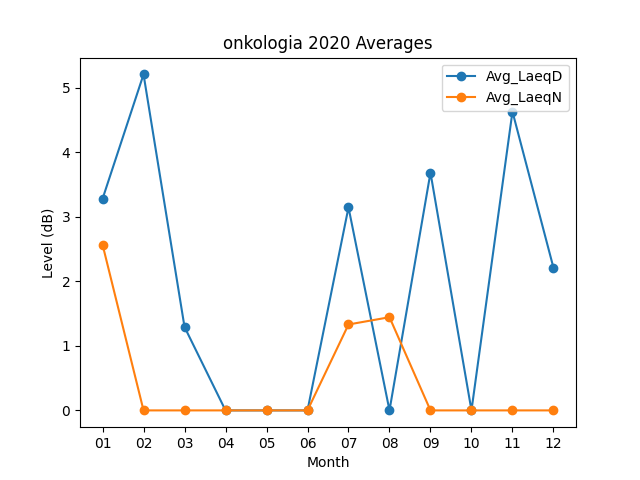 onkologia 2020 Averages
Avg_LaeqD
Avg_LaeqN
Level (dB)
5
4
3
2
1
0
01 02 03 04 05 06 07 08 09 10 11 12
Month